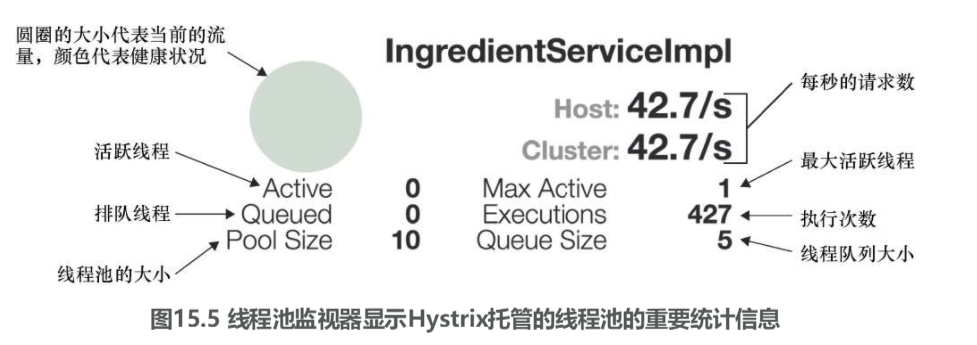 圆圈的大小代表当前的流
量，颜色代表健康状况
IngredientServiceImpl
每秒的请求数
Host: 42.7/s
Cluster: 42.7/s
活跃线程
最大活跃线程
Active 0 Max Active 1
排队线程
Queued 0 Executions 427
执行次数
Pool Size 10 Queue Size 5
线程队列大小
线程池的大小
图15.5 线程池监视器显示Hystrix托管的线程池的重要统计信息